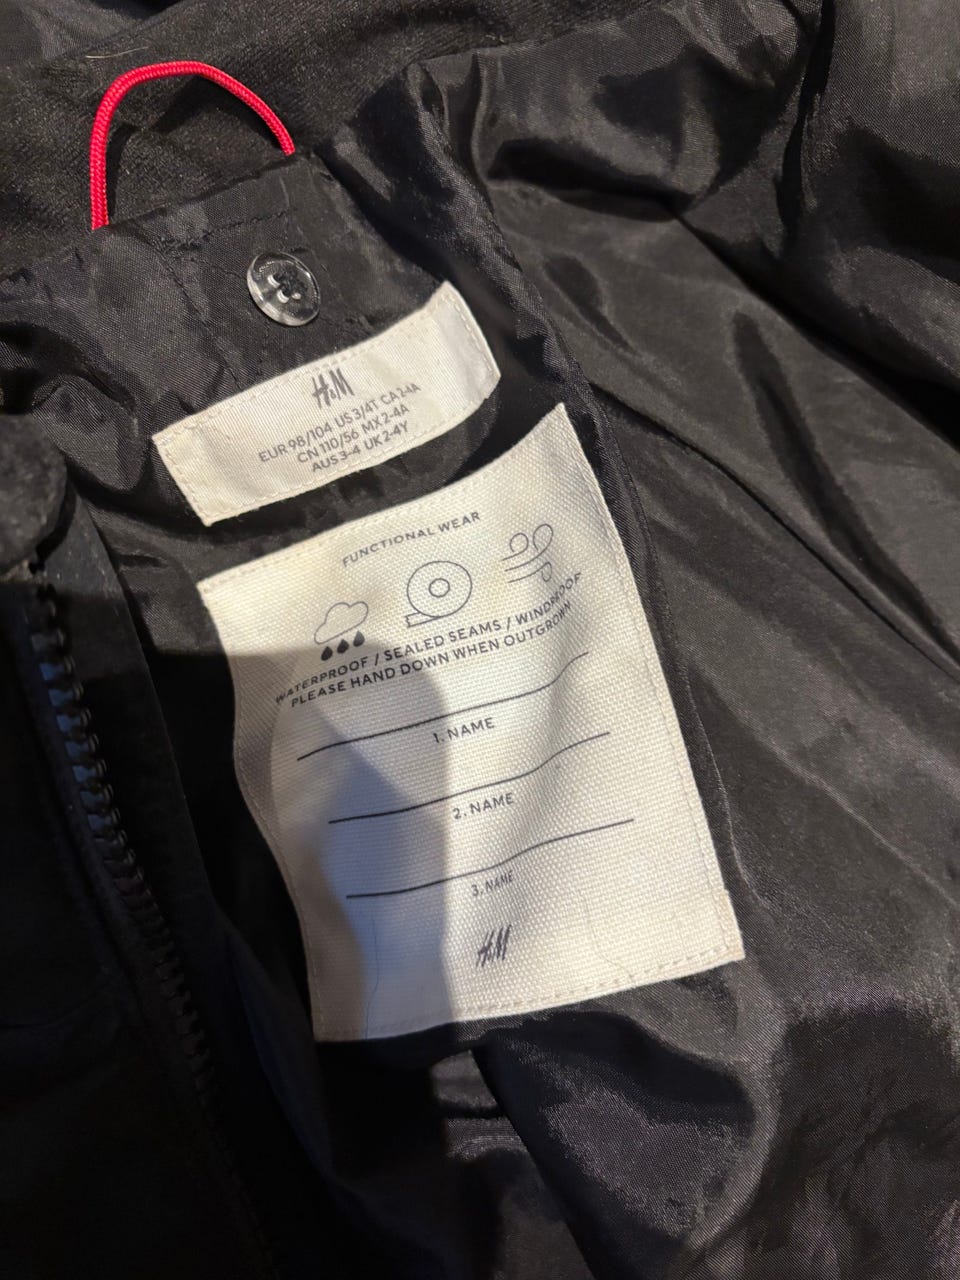 H&M
EUR 98/104 US 3/4T CA 2-4A
CN 110/56 MX 2-4A
AUS 3-4 UK 2-4Y
FUNCTIONAL WEAR
WATERPROOF / SEALED SEAMS / WINDPROOF
PLEASE HAND DOWN WHEN OUTGROWN
1. NAME
2. NAME
3. NAME
H&M